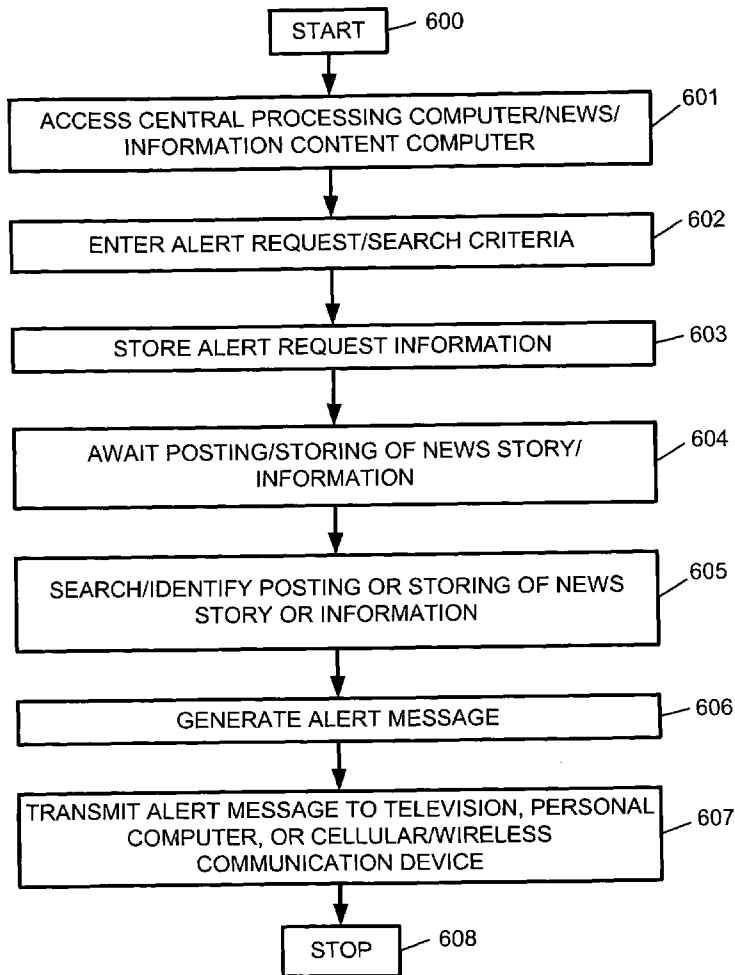 START
600
ACCESS CENTRAL PROCESSING COMPUTER/NEWS/
INFORMATION CONTENT COMPUTER
601
ENTER ALERT REQUEST/SEARCH CRITERIA
602
STORE ALERT REQUEST INFORMATION
603
AWAIT POSTING/STORING OF NEWS STORY/
INFORMATION
604
SEARCH/IDENTIFY POSTING OR STORING OF NEWS
STORY OR INFORMATION
605
GENERATE ALERT MESSAGE
606
TRANSMIT ALERT MESSAGE TO TELEVISION, PERSONAL
COMPUTER, OR CELLULAR/WIRELESS
COMMUNICATION DEVICE
607
STOP
608